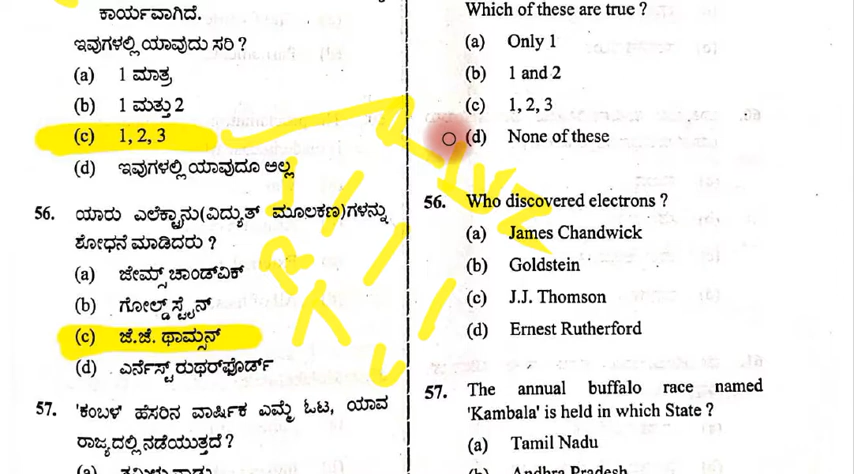 ಕಾರ್ಯವಾಗಿದೆ.
ಇವುಗಳಲ್ಲಿ ಯಾವುದು ಸರಿ ?
(a) 1 ಮಾತ್ರ
(b) 1 ಮತ್ತು 2
(c) 1, 2, 3
(d) ಇವುಗಳಲ್ಲಿ ಯಾವುದೂ ಅಲ್ಲ
56. ಯಾರು ಎಲೆಕ್ಟ್ರಾನು(ವಿದ್ಯುತ್ ಮೂಲಕಣ)ಗಳನ್ನು
ಶೋಧನೆ ಮಾಡಿದರು ?
(a) ಜೇಮ್ಸ್ ಚಾಂಡ್‌ವಿಕ್
(b) ಗೋಲ್ಡ್ ಸ್ಟೈನ್
(c) ಜೆ.ಜೆ. ಥಾಮ್ಸನ್
(d) ಎರ್ನೆಸ್ಟ್ ರುಥರ್‌ಫೋರ್ಡ್
57. 'ಕಂಬಳ' ಹೆಸರಿನ ವಾರ್ಷಿಕ ಎಮ್ಮೆ ಓಟ, ಯಾವ
ರಾಜ್ಯದಲ್ಲಿ ನಡೆಯುತ್ತದೆ ?
(a) ತಮಿಳುನಾಡು
Which of these are true ?
(a) Only 1
(b) 1 and 2
(c) 1, 2, 3
(d) None of these
56. Who discovered electrons ?
(a) James Chandwick
(b) Goldstein
(c) J.J. Thomson
(d) Ernest Rutherford
57. The annual buffalo race named
'Kambala' is held in which State ?
(a) Tamil Nadu
(b) Andhra Pradesh